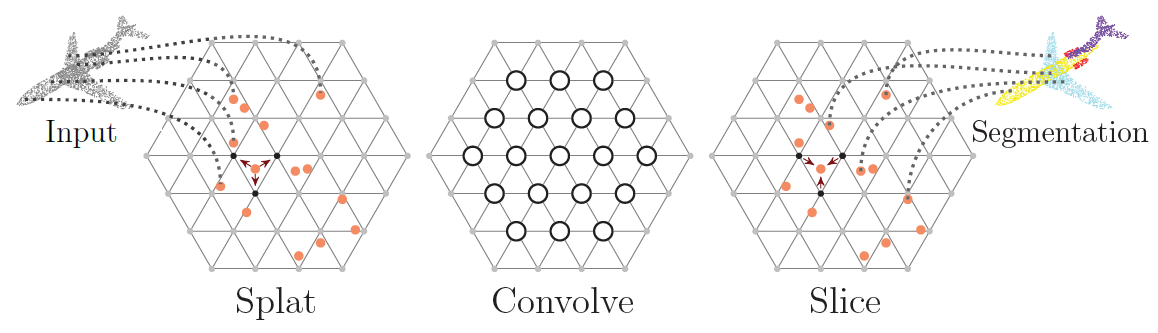 Input
Segmentation
Splat
Convolve
Slice